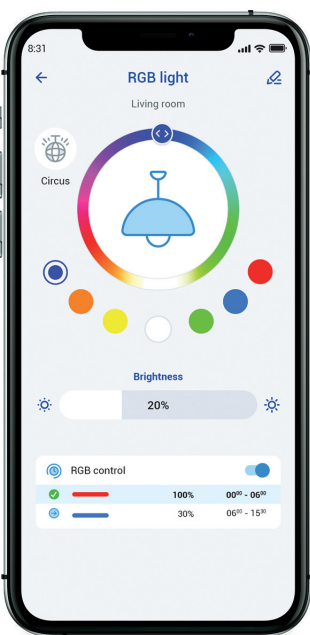 8:31
RGB light
Living room
Circus
Brightness
20%
RGB control
100% 00⁰⁰ - 06⁰⁰
30% 06⁰⁰ - 15³⁰